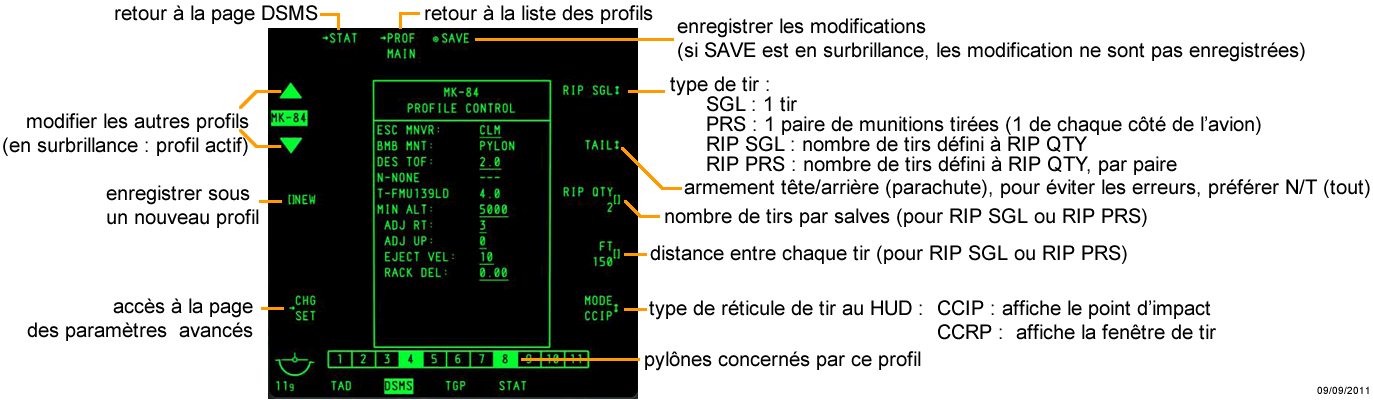 retour à la page DSMS
retour à la liste des profils
enregistrer les modifications
(si SAVE est en surbrillance, les modification ne sont pas enregistrées)
→STAT →PROF ⊙SAVE
MAIN
modifier les autres profils
(en surbrillance : profil actif)
MK-84
enregistrer sous
un nouveau profil
[]NEW
accès à la page
des paramètres avancés
→CHG
SET
MK-84
PROFILE CONTROL
ESC MNVR: CLM
BMB MNT: PYLON
DES TOF: 2.0
N-NONE ---
T-FMU139LD 4.0
MIN ALT: 5000
ADJ RT: 3
ADJ UP: 0
EJECT VEL: 10
RACK DEL: 0.00
RIP SGL↕
type de tir :
SGL : 1 tir
PRS : 1 paire de munitions tirées (1 de chaque côté de l'avion)
RIP SGL : nombre de tirs défini à RIP QTY
RIP PRS : nombre de tirs défini à RIP QTY, par paire
TAIL↕
armement tête/arrière (parachute), pour éviter les erreurs, préférer N/T (tout)
RIP QTY[]
2
nombre de tirs par salves (pour RIP SGL ou RIP PRS)
FT[]
150
distance entre chaque tir (pour RIP SGL ou RIP PRS)
MODE↕
CCIP
type de réticule de tir au HUD : CCIP : affiche le point d'impact
CCRP : affiche la fenêtre de tir
1 2 3 4 5 6 7 8 9 10 11
pylônes concernés par ce profil
11g TAD DSMS TGP STAT
09/09/2011